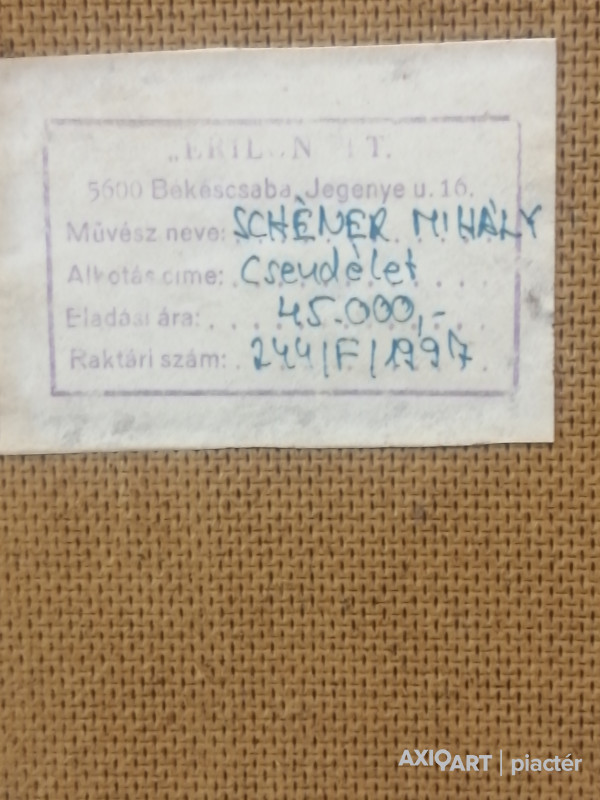 5600 Békéscsaba, Jegenye u. 16.
Művész neve: SCHÉNER MIHÁLY
Alkotás címe: Csendélet
Eladási ára: 45.000,-
Raktári szám: 244/F/1997
AXIOART | piactér